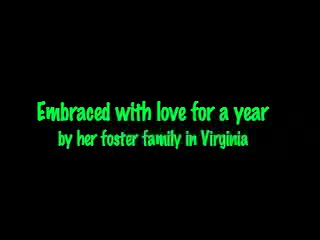 Embraced with love for a year
by her foster family in Virginia